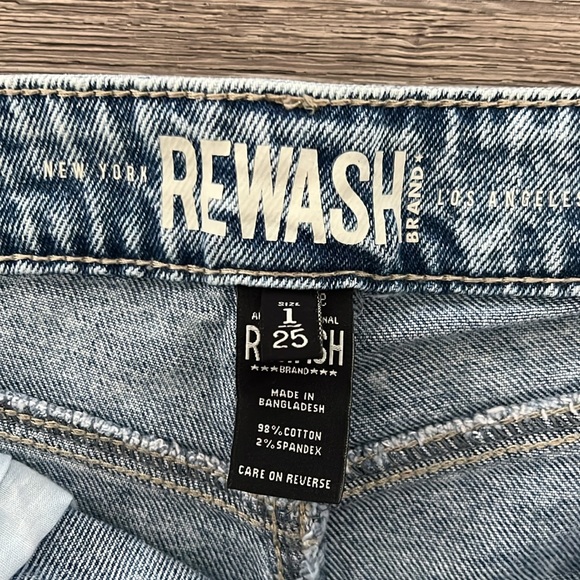 NEW YORK REWASH BRAND★ LOS ANGELES
SIZE
1
25
REWASH
★★★BRAND★★★
MADE IN
BANGLADESH
98% COTTON
2% SPANDEX
CARE ON REVERSE